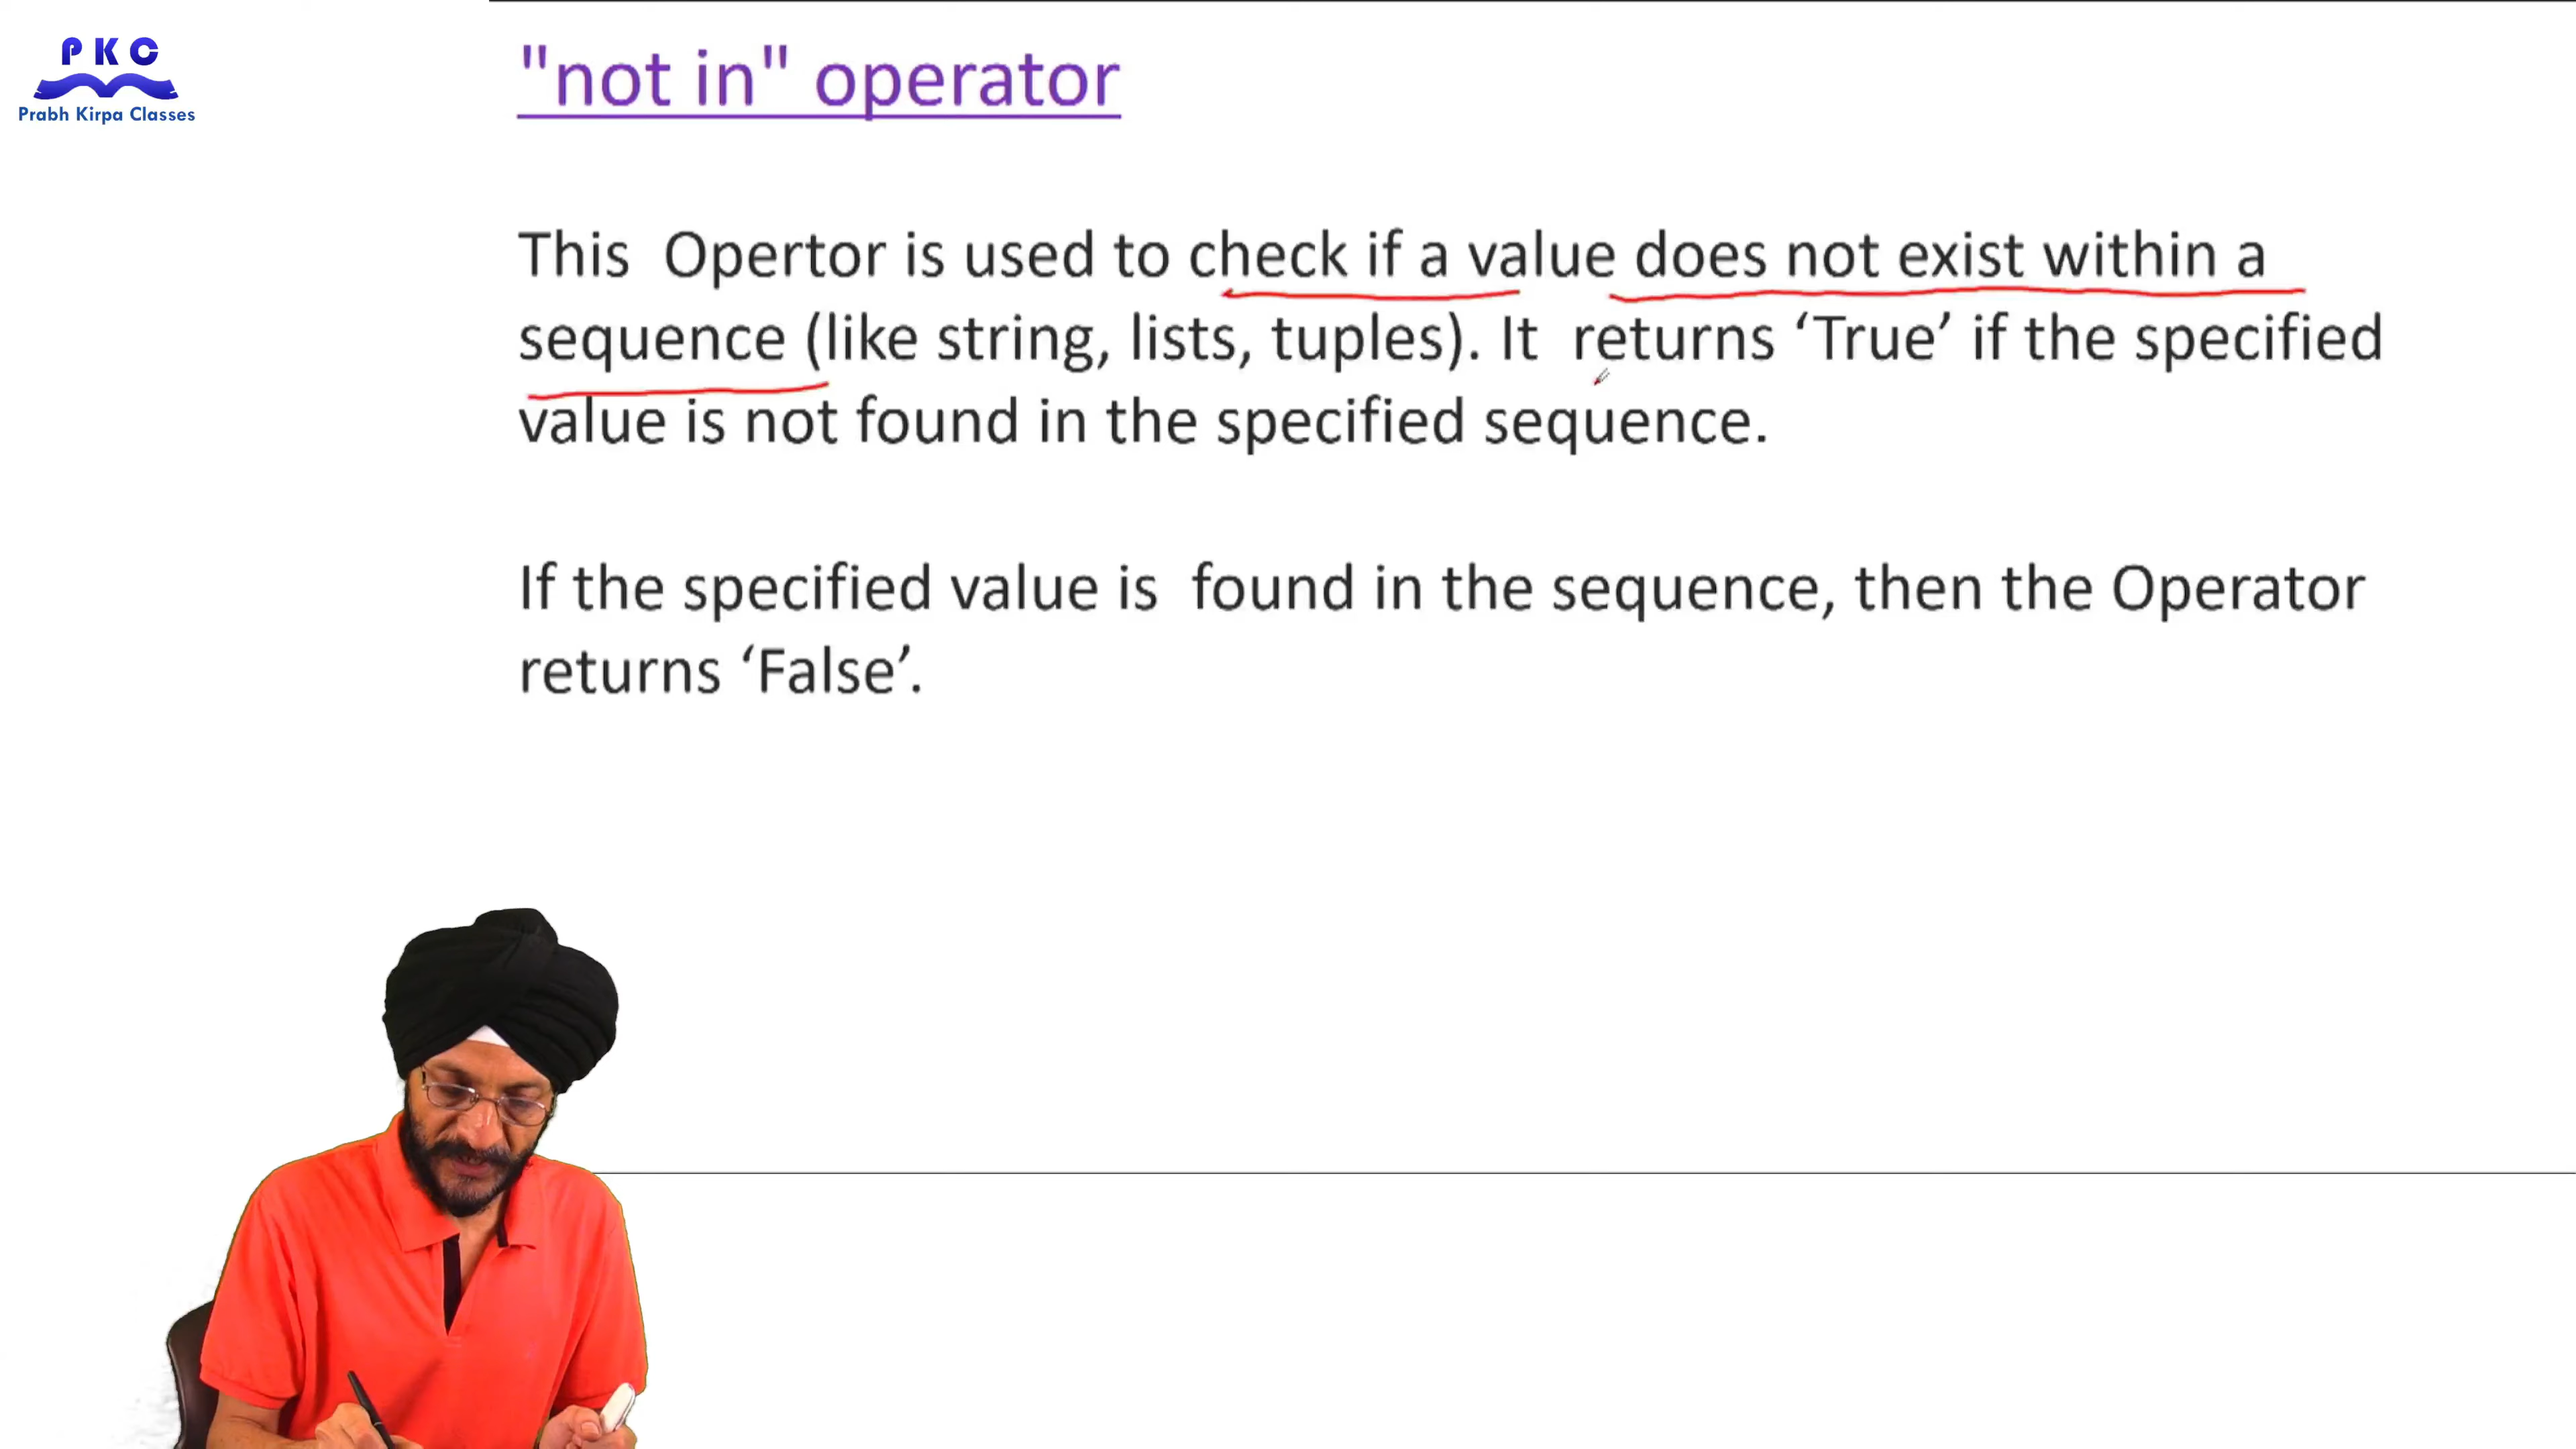 PKC
Prabh Kirpa Classes
"not in" operator
This Opertor is used to check if a value does not exist within a
sequence (like string, lists, tuples). It returns ‘True’ if the specified
value is not found in the specified sequence.
If the specified value is found in the sequence, then the Operator
returns ‘False’.